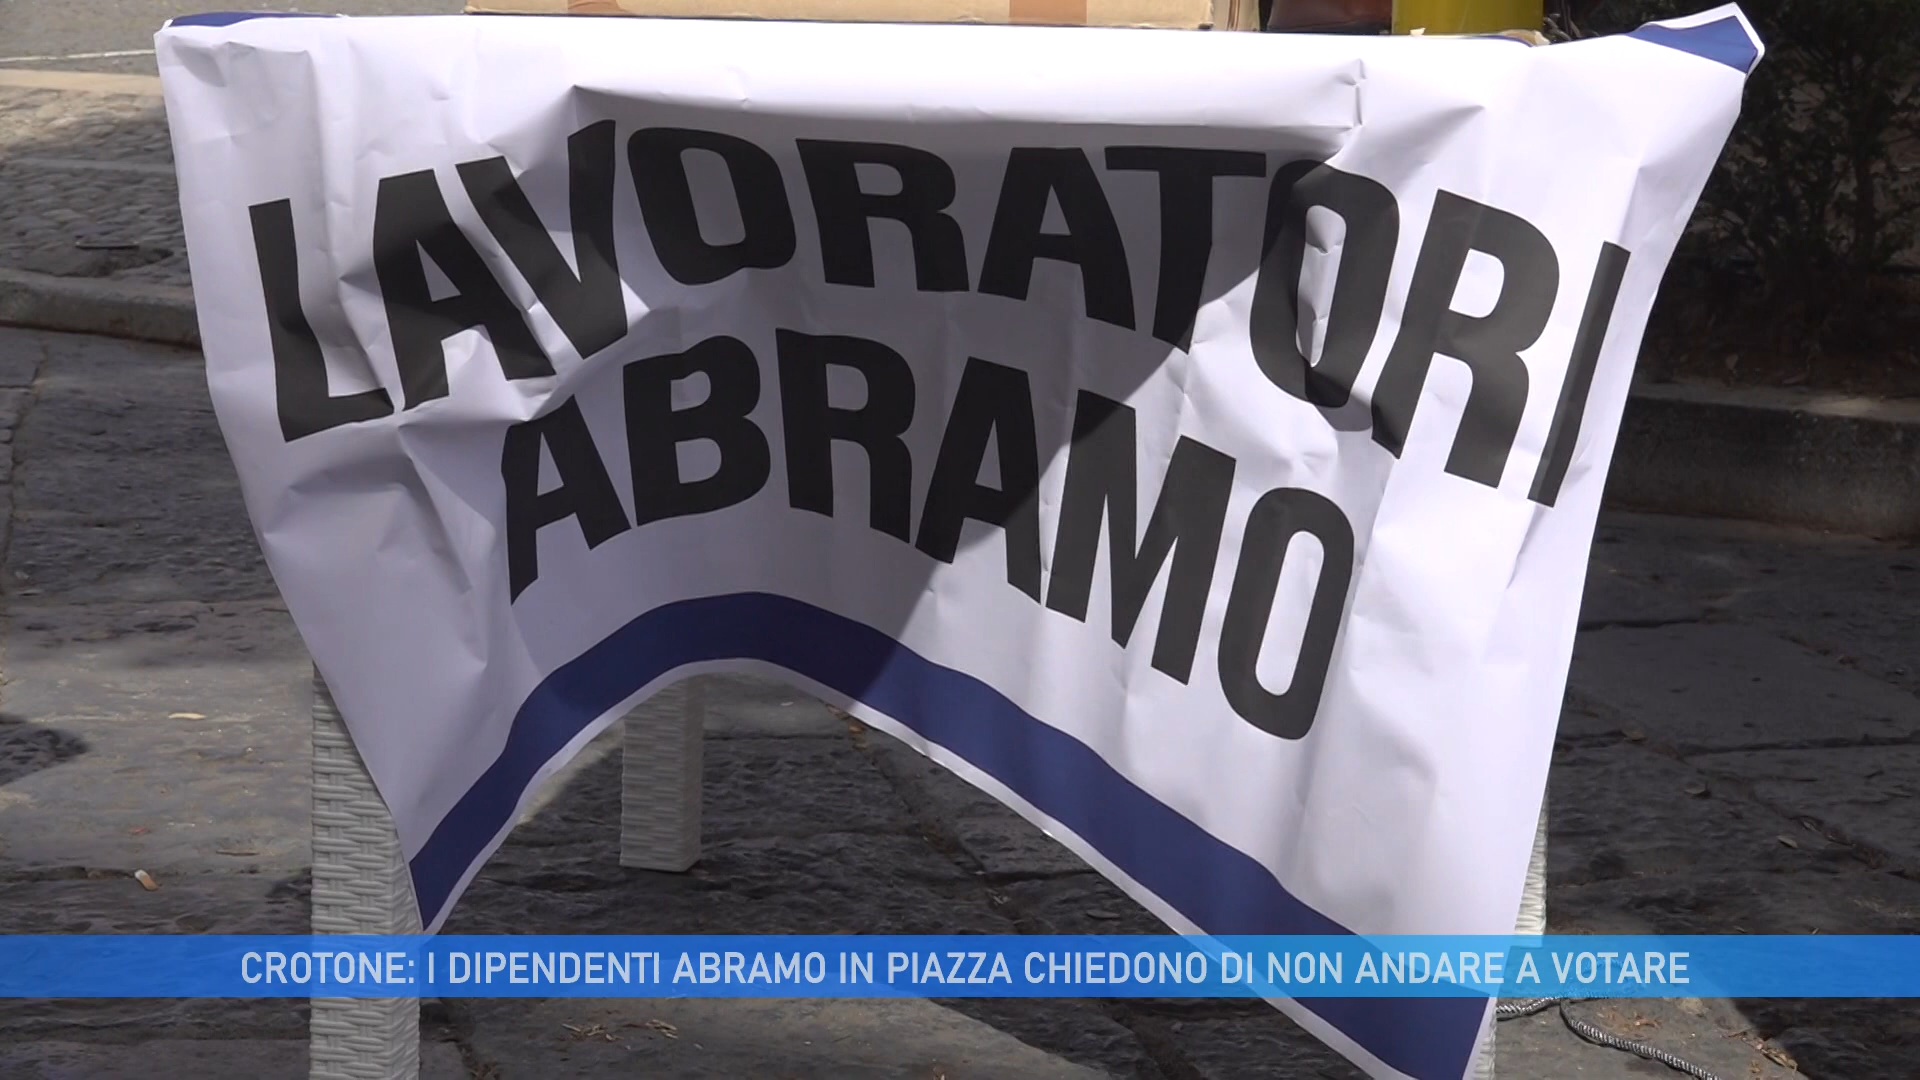 LAVORATORI
ABRAMO
CROTONE: I DIPENDENTI ABRAMO IN PIAZZA CHIEDONO DI NON ANDARE A VOTARE